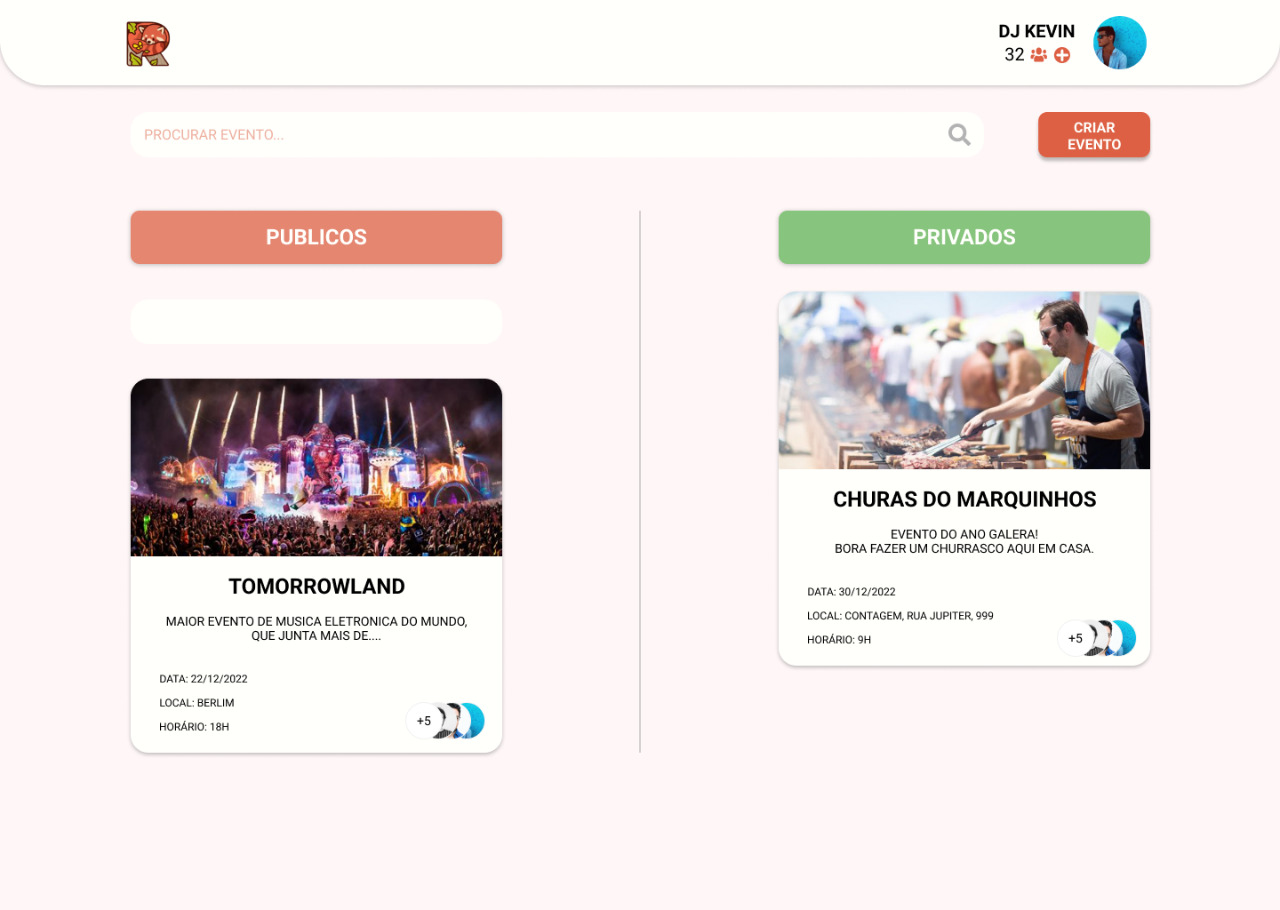 R
DJ KEVIN
32
PROCURAR EVENTO...
CRIAR
EVENTO
PUBLICOS
TOMORROWLAND
MAIOR EVENTO DE MUSICA ELETRONICA DO MUNDO,
QUE JUNTA MAIS DE....
DATA: 22/12/2022
LOCAL: BERLIM
HORÁRIO: 18H
+5
PRIVADOS
CHURAS DO MARQUINHOS
EVENTO DO ANO GALERA!
BORA FAZER UM CHURRASCO AQUI EM CASA.
DATA: 30/12/2022
LOCAL: CONTAGEM, RUA JUPITER, 999
HORÁRIO: 9H
+5